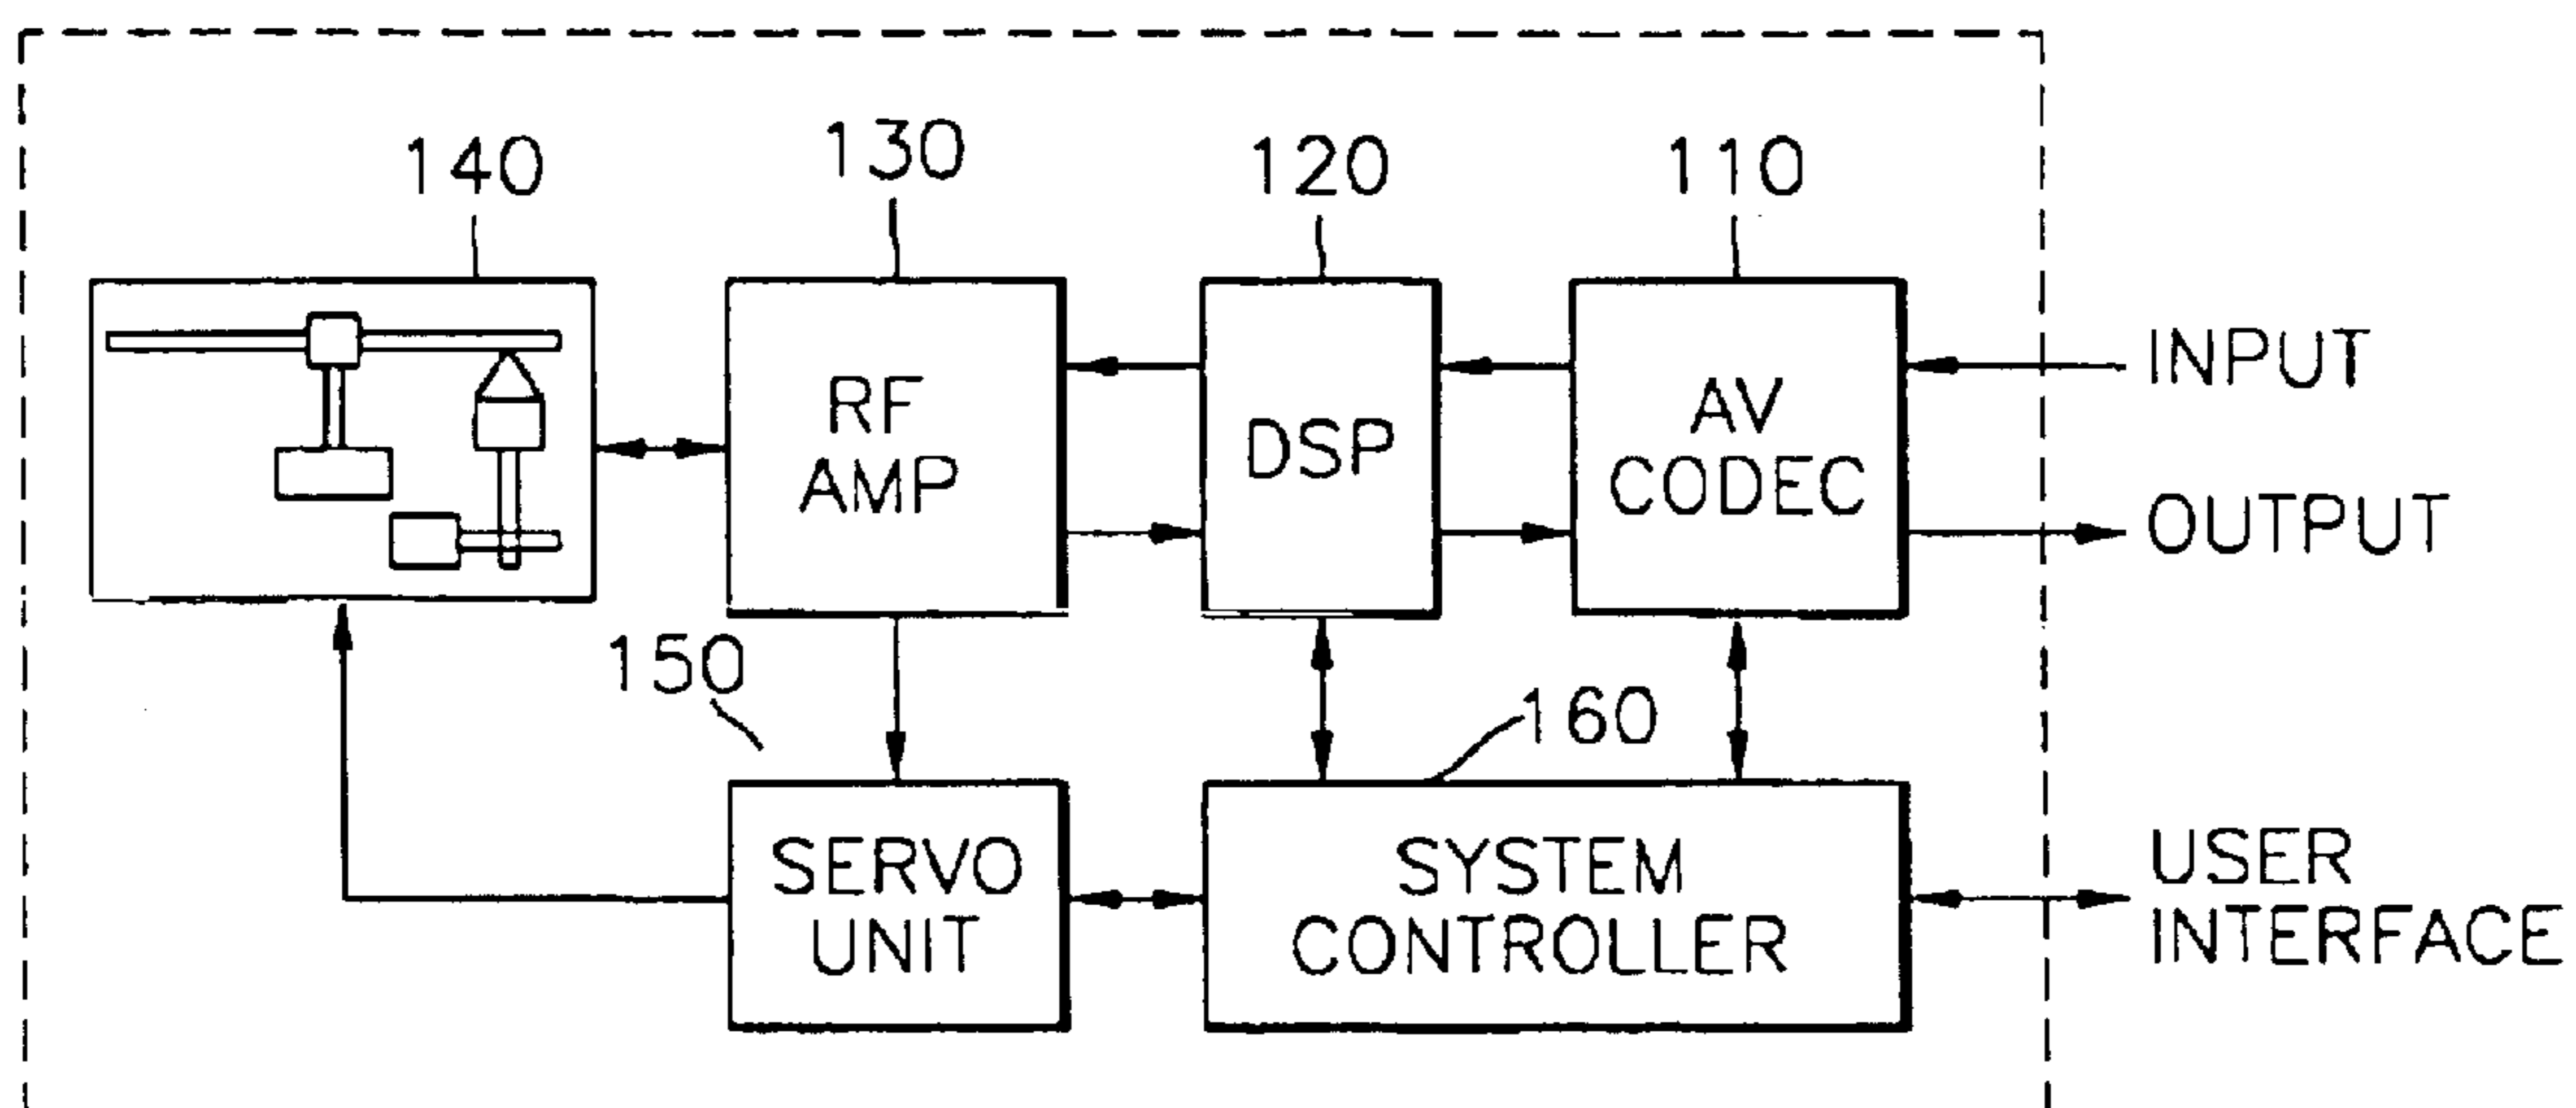 140
130
120
110
RF
AMP
DSP
AV
CODEC
INPUT
OUTPUT
150
160
SERVO
UNIT
SYSTEM
CONTROLLER
USER
INTERFACE